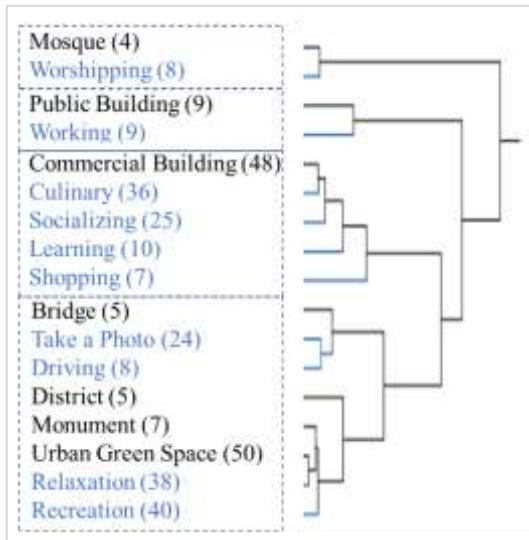 Mosque (4)
Worshipping (8)
Public Building (9)
Working (9)
Commercial Building (48)
Culinary (36)
Socializing (25)
Learning (10)
Shopping (7)
Bridge (5)
Take a Photo (24)
Driving (8)
District (5)
Monument (7)
Urban Green Space (50)
Relaxation (38)
Recreation (40)